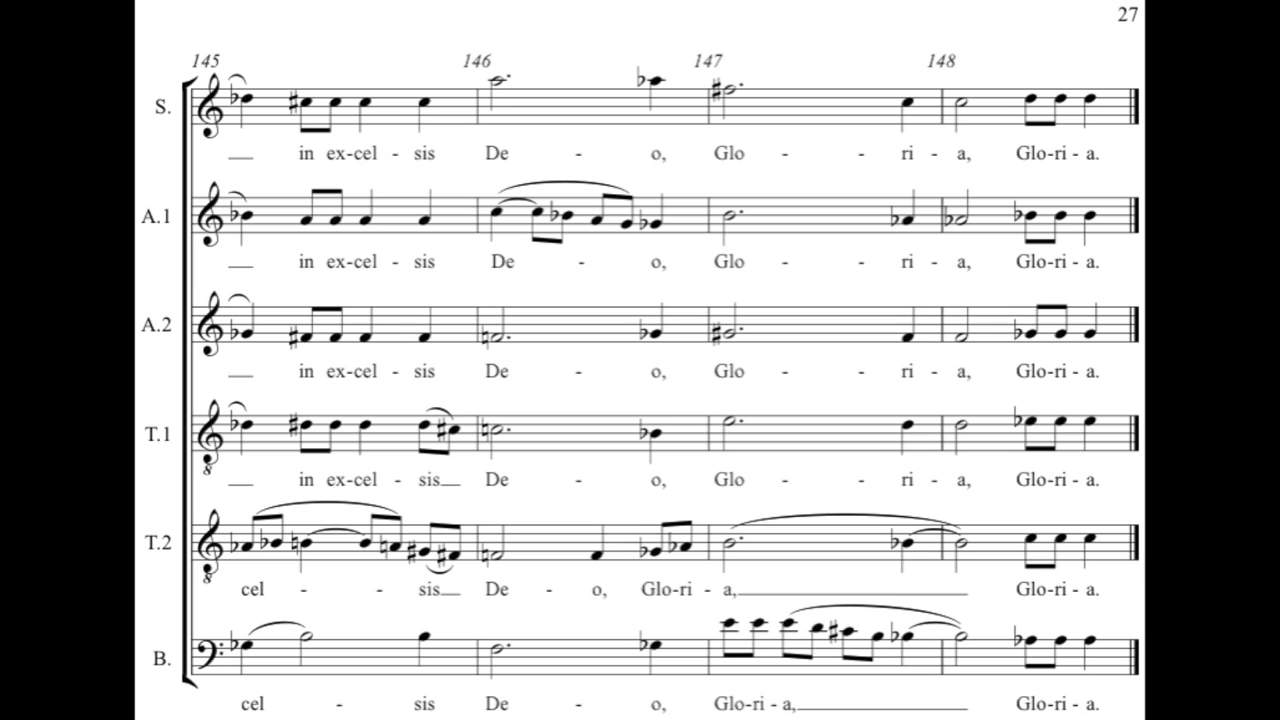 27
145 146 147 148
S.
in ex-cel - sis De - o, Glo - - ri - a, Glo-ri - a.
A.1
in ex-cel - sis De - o, Glo - - ri - a, Glo-ri - a.
A.2
in ex-cel - sis De - o, Glo - - ri - a, Glo-ri - a.
T.1
8
in ex-cel - sis De - o, Glo - - ri - a, Glo-ri - a.
T.2
8
cel - - sis De - o, Glo-ri - a, Glo-ri - a.
B.
cel - sis De - o, Glo-ri - a, Glo-ri - a.